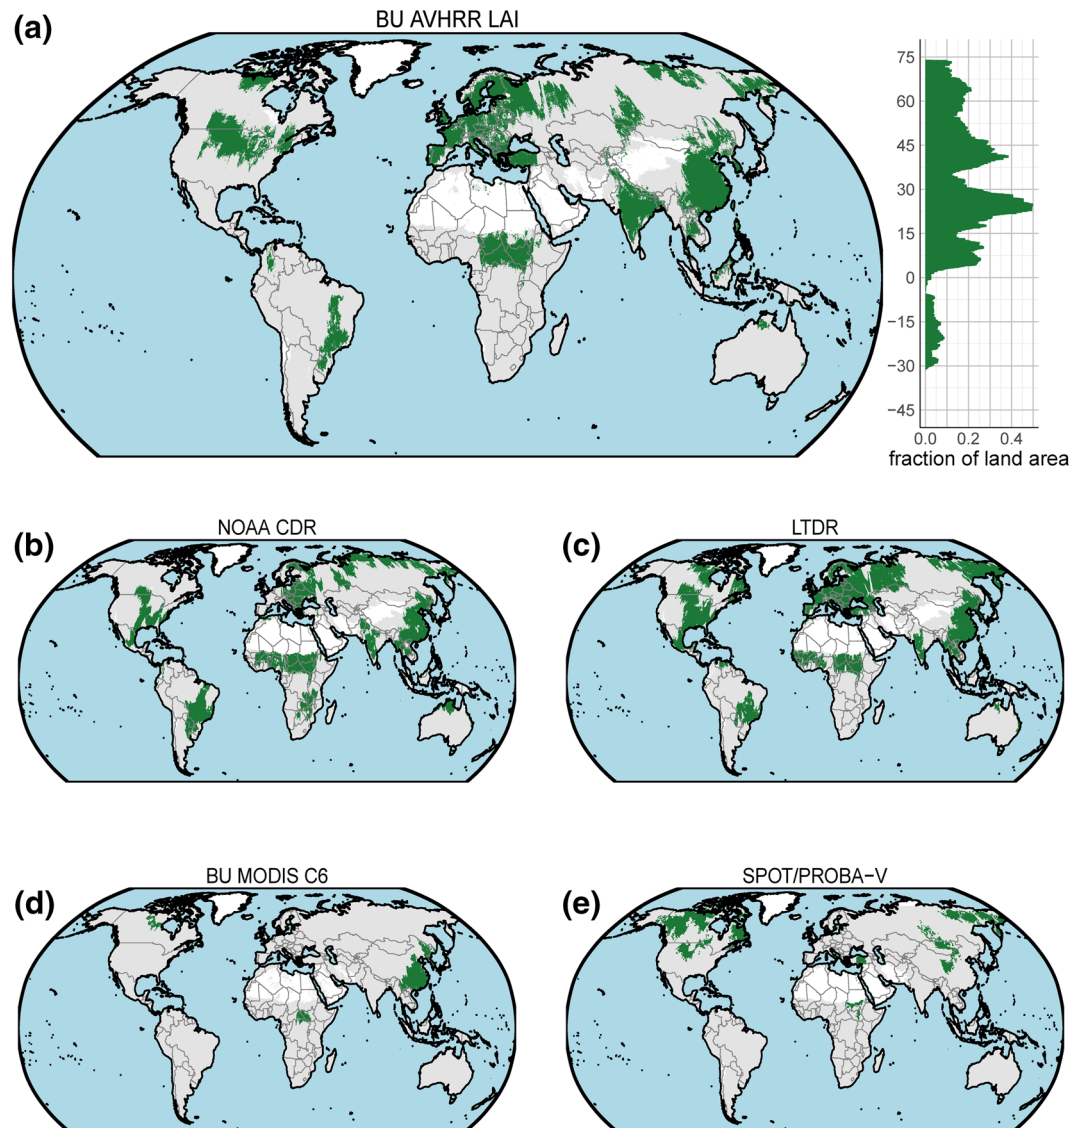 (a)
BU AVHRR LAI
75
60
45
30
15
0
−15
−30
−45
0.0 0.2 0.4
fraction of land area
(b)
NOAA CDR
(c)
LTDR
(d)
BU MODIS C6
(e)
SPOT/PROBA−V